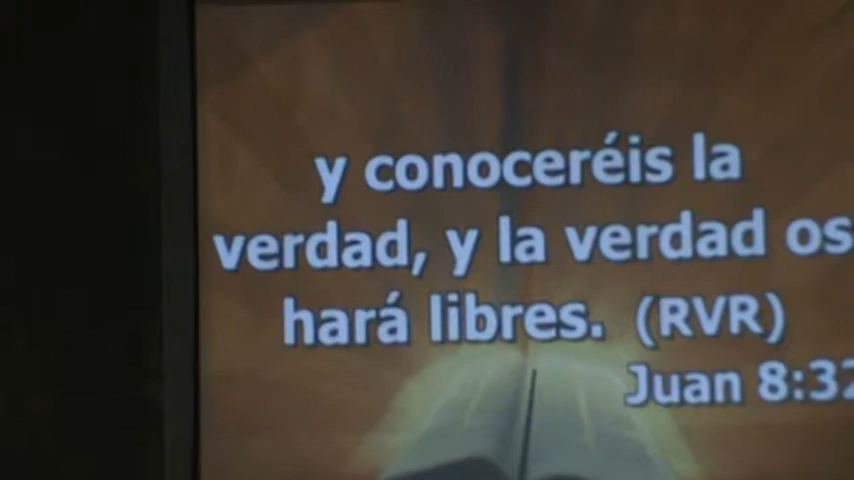 y conoceréis la
verdad, y la verdad os
hará libres. (RVR)
Juan 8:32